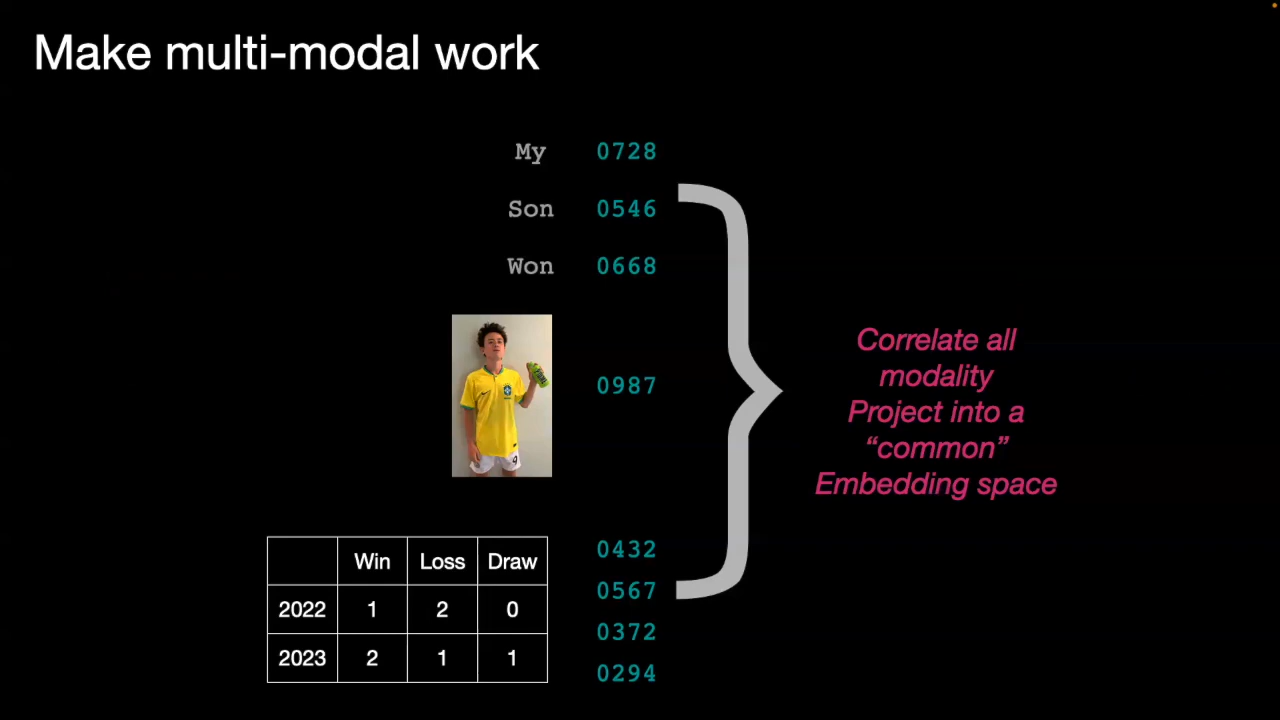 Make multi-modal work
My 0728
Son 0546
Won 0668
0987
Correlate all
modality
Project into a
“common”
Embedding space
0432
0567
0372
0294
Win Loss Draw
2022 1 2 0
2023 2 1 1